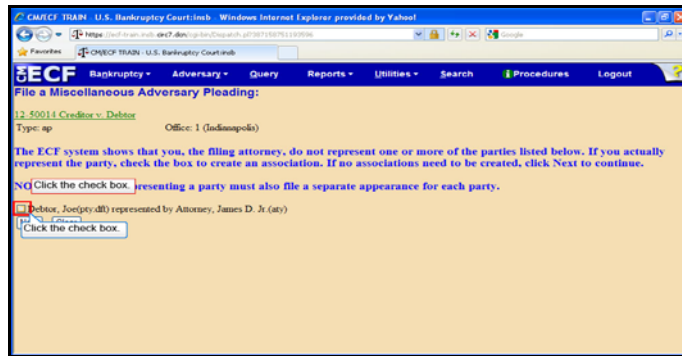 CM/ECF TRAIN - U.S. Bankruptcy Court:insb - Windows Internet Explorer provided by Yahoo!
Google
Favorites CM/ECF TRAIN - U.S. Bankruptcy Court:insb
ECF Bankruptcy Adversary Query Reports Utilities Search Procedures Logout ?
File a Miscellaneous Adversary Pleading:
12-50014 Creditor v. Debtor
Type: ap Office: 1 (Indianapolis)
The ECF system shows that you, the filing attorney, do not represent one or more of the parties listed below. If you actually
represent the party, check the box to create an association. If no associations need to be created, click Next
to continue.
NO Click the check box. presenting a party must also file a separate appearance for each party.
Debtor, Joe(pty:dft) represented by Attorney, James D. Jr.(aty)
Click the check box.